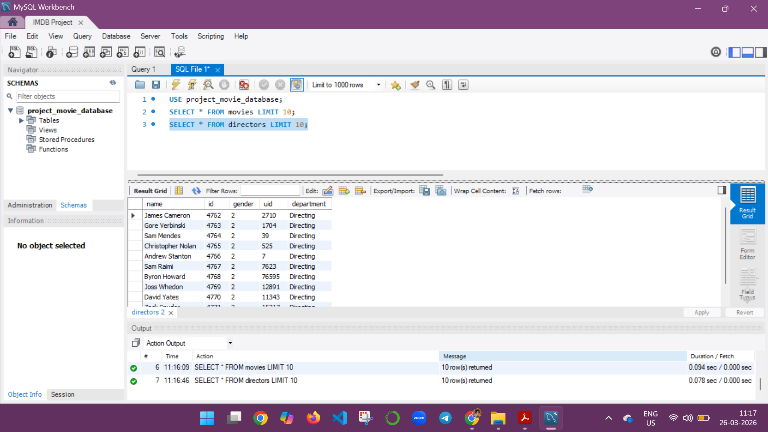 MySQL Workbench
IMDB Project ×
File Edit View Query Database Server Tools Scripting Help
Navigator
SCHEMAS
Filter objects
project_movie_database
Tables
Views
Stored Procedures
Functions
Administration Schemas
Information
No object selected
Object Info Session
Query 1 SQL File 1* ×
Limit to 1000 rows
1 USE project_movie_database;
2 SELECT * FROM movies LIMIT 10;
3 SELECT * FROM directors LIMIT 10;
Result Grid Filter Rows: Edit: Export/Import: Wrap Cell Content: Fetch rows:
name id gender uid department
James Cameron 4762 2 2710 Directing
Gore Verbinski 4763 2 1704 Directing
Sam Mendes 4764 2 39 Directing
Christopher Nolan 4765 2 525 Directing
Andrew Stanton 4766 2 7 Directing
Sam Raimi 4767 2 7623 Directing
Byron Howard 4768 2 76595 Directing
Joss Whedon 4769 2 12891 Directing
David Yates 4770 2 11343 Directing
Result Grid
Form Editor
Field Types
directors 2 ×
Apply Revert
Output
Action Output
# Time Action Message Duration / Fetch
6 11:16:09 SELECT * FROM movies LIMIT 10 10 row(s) returned 0.094 sec / 0.000 sec
7 11:16:46 SELECT * FROM directors LIMIT 10 10 row(s) returned 0.078 sec / 0.000 sec
ENG
US
11:17
26-03-2026